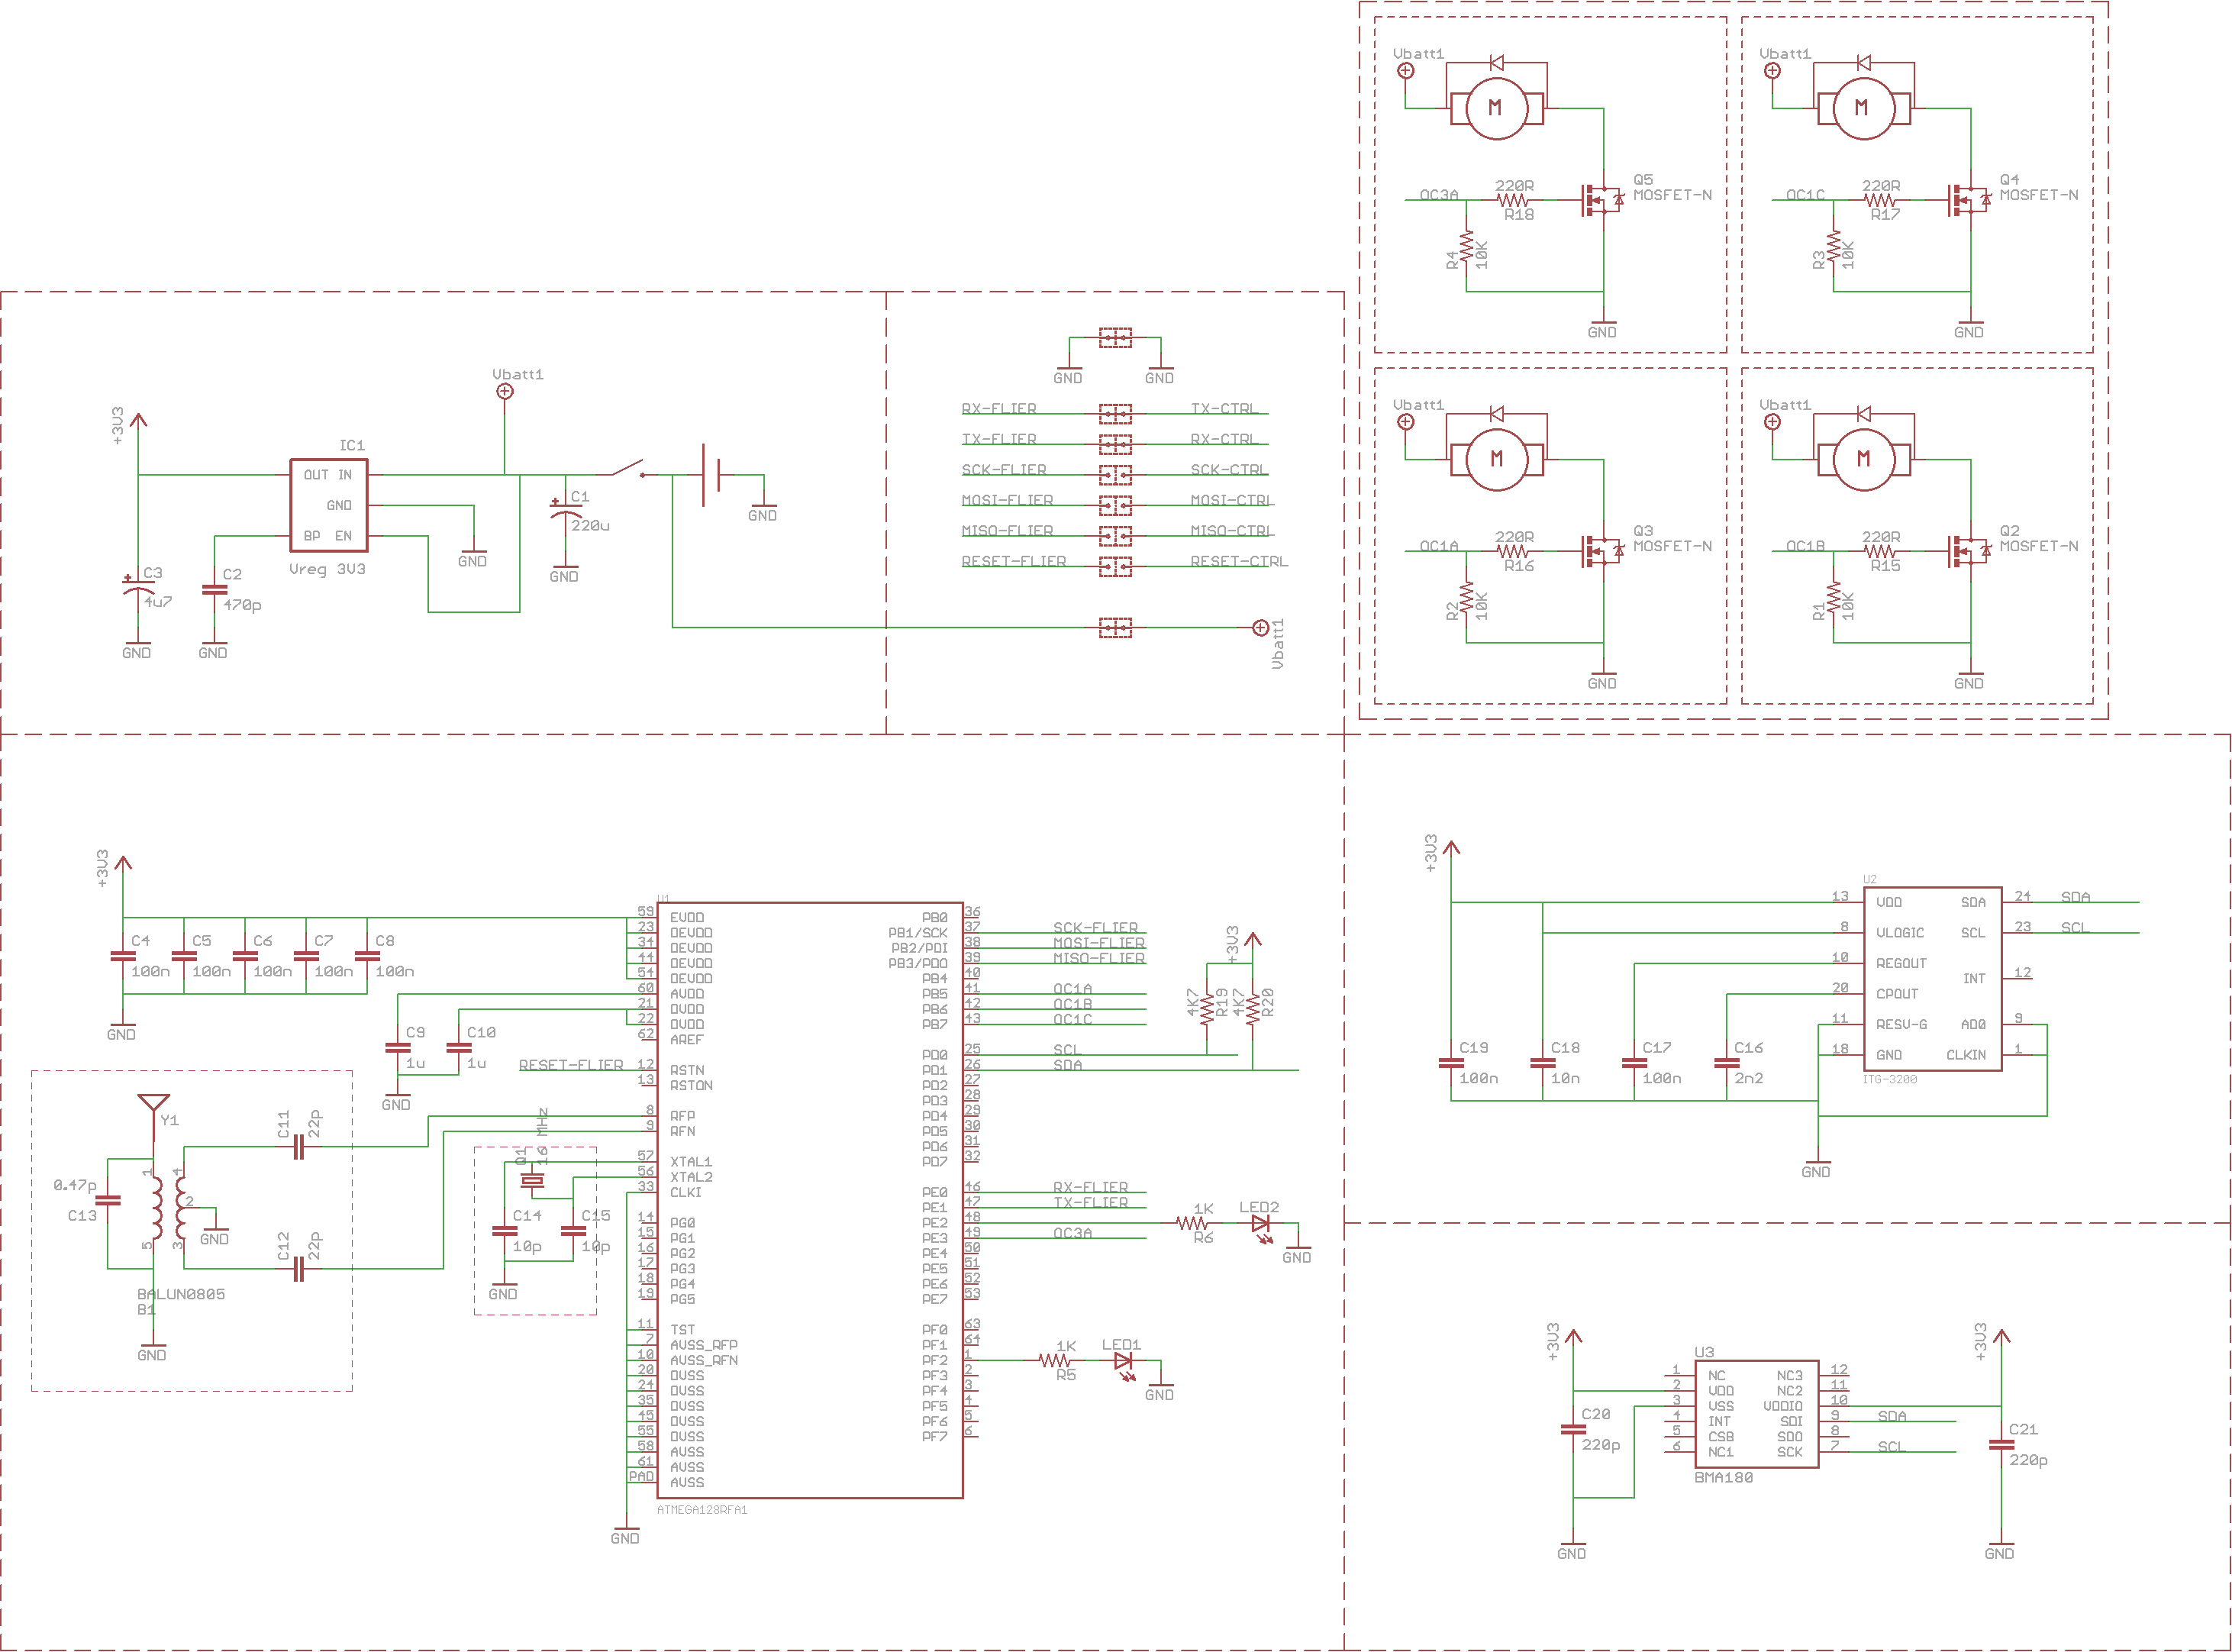 Vbatt1
M
OC3A
220R
R18
Q5
MOSFET-N
R4
10K
GND
Vbatt1
M
OC1C
220R
R17
Q4
MOSFET-N
R3
10K
GND
Vbatt1
M
OC1A
220R
R16
Q3
MOSFET-N
R2
10K
GND
Vbatt1
M
OC1B
220R
R15
Q2
MOSFET-N
R1
10K
GND
+3V3
IC1
OUT IN
GND
BP EN
Vreg 3V3
Vbatt1
C3
4u7
GND
C2
470p
GND
GND
C1
220u
GND
GND
GND GND
RX-FLIER TX-CTRL
TX-FLIER RX-CTRL
SCK-FLIER SCK-CTRL
MOSI-FLIER MOSI-CTRL
MISO-FLIER MISO-CTRL
RESET-FLIER RESET-CTRL
Vbatt1
+3V3
C4
100n
C5
100n
C6
100n
C7
100n
C8
100n
GND
C9
1u
C10
1u
GND
RESET-FLIER
Y1
0.47p
C13
1
5
4
2
3
GND
C11
22P
C12
22P
BALUN0805
B1
GND
Q1
16 MHZ
C14
10p
C15
10p
GND
U1
59 EVDD
23 DEVDD
34 DEVDD
44 DEVDD
54 DEVDD
60 AVDD
21 DVDD
22 DVDD
62 AREF
12 RSTN
13 RSTON
8 RFP
9 RFN
57 XTAL1
56 XTAL2
33 CLKI
14 PG0
15 PG1
16 PG2
17 PG3
18 PG4
19 PG5
11 TST
7 AVSS_RFP
10 AVSS_RFN
20 DVSS
24 DVSS
35 DVSS
45 DVSS
55 DVSS
58 AVSS
61 AVSS
PAD AVSS
GND
ATMEGA128RFA1
PB0 36
PB1/SCK 37 SCK-FLIER
PB2/PDI 38 MOSI-FLIER
PB3/PDO 39 MISO-FLIER
PB4 40
PB5 41 OC1A
PB6 42 OC1B
PB7 43 OC1C
PD0 25 SCL
PD1 26 SDA
PD2 27
PD3 28
PD4 29
PD5 30
PD6 31
PD7 32
PE0 46 RX-FLIER
PE1 47 TX-FLIER
PE2 48
PE3 49 OC3A
PE4 50
PE5 51
PE6 52
PE7 53
PF0 63
PF1 64
PF2 1
PF3 2
PF4 3
PF5 4
PF6 5
PF7 6
+3V3
4K7
R19
4K7
R20
1K
R6
LED2
GND
1K
R5
LED1
GND
+3V3
U2
13 VDD SDA 24 SDA
8 VLOGIC SCL 23 SCL
10 REGOUT INT 12
20 CPOUT
11 RESV-G AD0 9
18 GND CLKIN 1
ITG-3200
C19
100n
C18
10n
C17
100n
C16
2n2
GND
+3V3
+3V3
U3
1 NC NC3 12
2 VDD NC2 11
3 VSS VDDIO 10
4 INT SDI 9 SDA
5 CSB SDO 8
6 NC1 SCK 7 SCL
BMA180
C20
220p
GND
C21
220p
GND